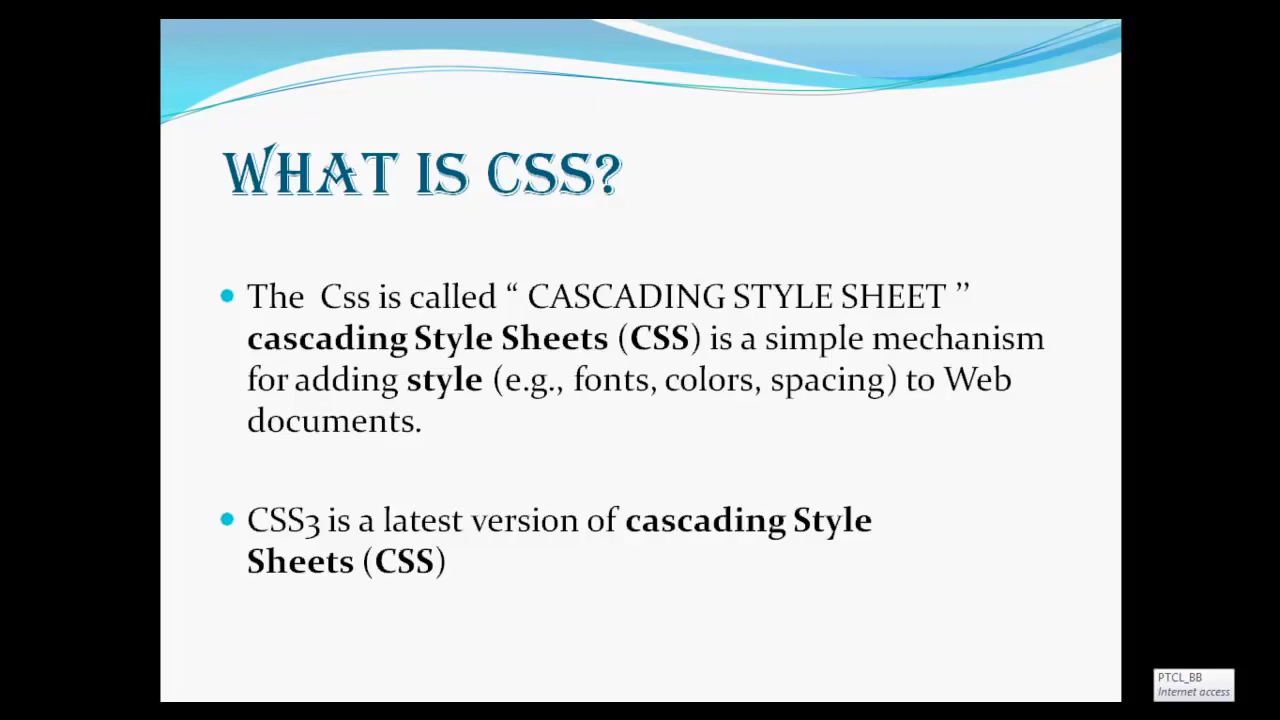 WHAT IS CSS?
• The Css is called “ CASCADING STYLE SHEET ”
cascading Style Sheets (CSS) is a simple mechanism
for adding style (e.g., fonts, colors, spacing) to Web
documents.
• CSS3 is a latest version of cascading Style
Sheets (CSS)
PTCL_BB
Internet access